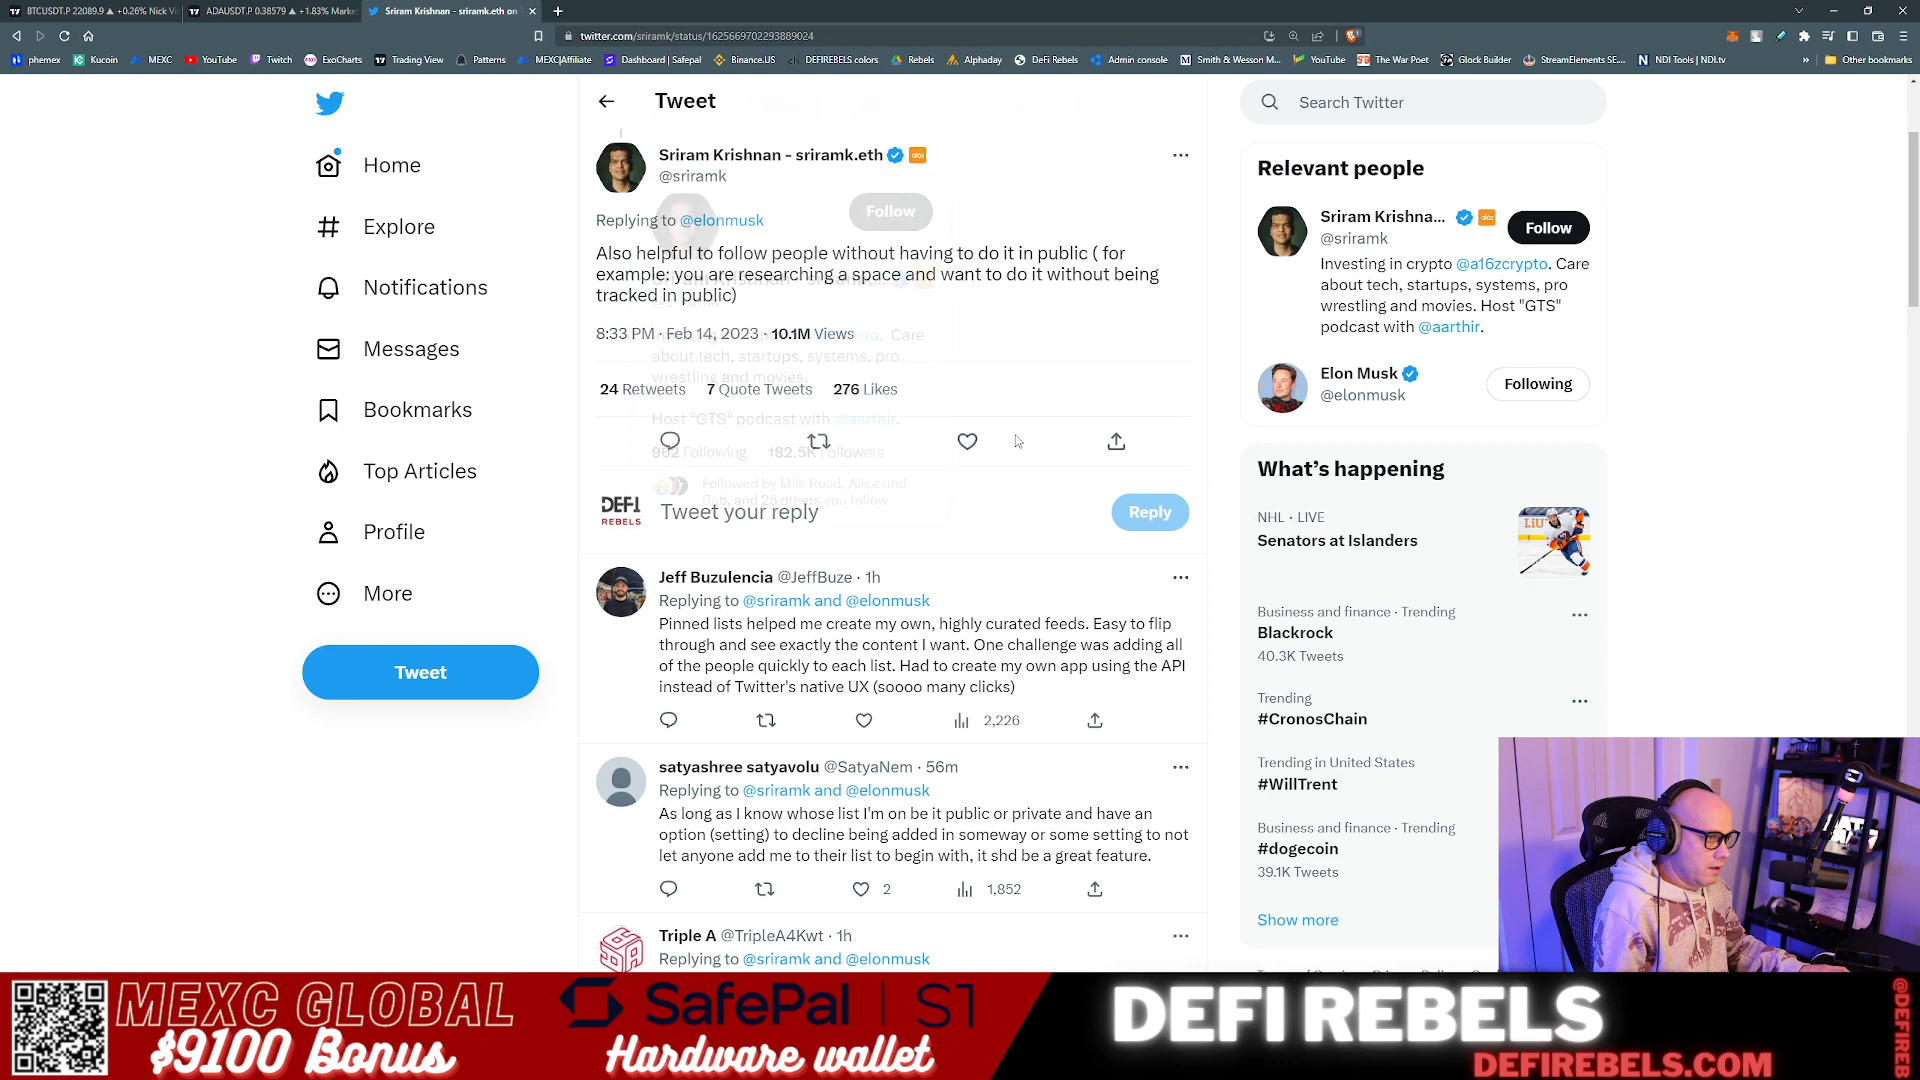 BTCUSDT.P 22089.9 ▲ +0.26% Nick Vi
ADAUSDT.P 0.38579 ▲ +1.83% Marke
Sriram Krishnan - sriramk.eth on
twitter.com/sriramk/status/1625669702293889024
phemex
Kucoin
MEXC
YouTube
Twitch
ExoCharts
Trading View
Patterns
MEXC|Affiliate
Dashboard | Safepal
Binance.US
DEFIREBELS colors
Rebels
Alphaday
DeFi Rebels
Admin console
Smith & Wesson M...
YouTube
The War Poet
Glock Builder
StreamElements SE...
NDI Tools | NDI.tv
Other bookmarks
Home
Explore
Notifications
Messages
Bookmarks
Top Articles
Profile
More
Tweet
Tweet
Sriram Krishnan - sriramk.eth
@sriramk
Replying to @elonmusk
Follow
Also helpful to follow people without having to do it in public ( for
example: you are researching a space and want to do it without being
tracked in public)
8:33 PM · Feb 14, 2023 · 10.1M Views
Care
about tech, startups, systems, pro
wrestling and movies.
24 Retweets 7 Quote Tweets 276 Likes
Host "GTS" podcast with @aarthir.
962 Following 182.5K Followers
Followed by Milk Road, Alice und
Bob, and 25 others you follow
DEFI
REBELS
Tweet your reply
Reply
Jeff Buzulencia @JeffBuze · 1h
Replying to @sriramk and @elonmusk
Pinned lists helped me create my own, highly curated feeds. Easy to flip
through and see exactly the content I want. One challenge was adding all
of the people quickly to each list. Had to create my own app using the API
instead of Twitter's native UX (soooo many clicks)
2,226
satyashree satyavolu @SatyaNem · 56m
Replying to @sriramk and @elonmusk
As long as I know whose list I'm on be it public or private and have an
option (setting) to decline being added in someway or some setting to not
let anyone add me to their list to begin with, it shd be a great feature.
2
1,852
Triple A @TripleA4Kwt · 1h
Replying to @sriramk and @elonmusk
Search Twitter
Relevant people
Sriram Krishna...
@sriramk
Follow
Investing in crypto @a16zcrypto. Care
about tech, startups, systems, pro
wrestling and movies. Host "GTS"
podcast with @aarthir.
Elon Musk
@elonmusk
Following
What's happening
NHL · LIVE
Senators at Islanders
Business and finance · Trending
Blackrock
40.3K Tweets
Trending
#CronosChain
Trending in United States
#WillTrent
Business and finance · Trending
#dogecoin
39.1K Tweets
Show more
MEXC GLOBAL
$9100 Bonus
SafePal | S1
Hardware wallet
DEFI REBELS
DEFIREBELS.COM
@DEFIREB